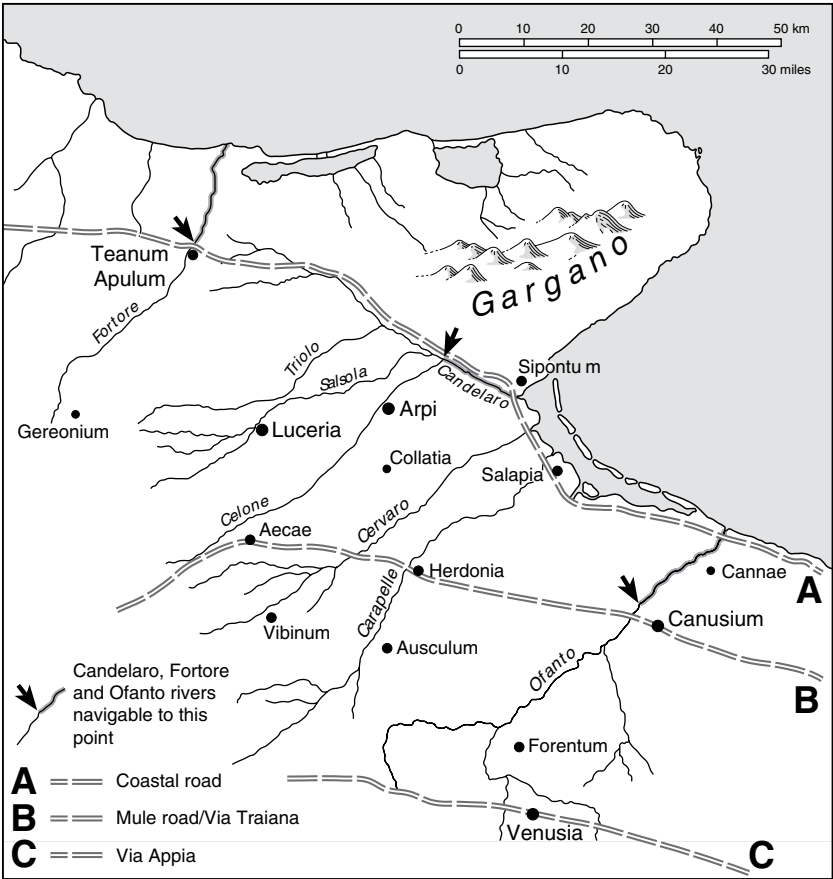 0 10 20 30 40 50 km
0 10 20 30 miles
Teanum
Apulum
Gargano
Fortore
Triolo
Salsola
Candelaro
Sipontu m
Gereonium
Luceria
Arpi
Collatia
Salapia
Celone
Aecae
Cervaro
Herdonia
Cannae
A
Carapelle
Vibinum
Canusium
Ausculum
Ofanto
B
Candelaro, Fortore
and Ofanto rivers
navigable to this
point
Forentum
A Coastal road
B Mule road/Via Traiana
Venusia
C Via Appia
C